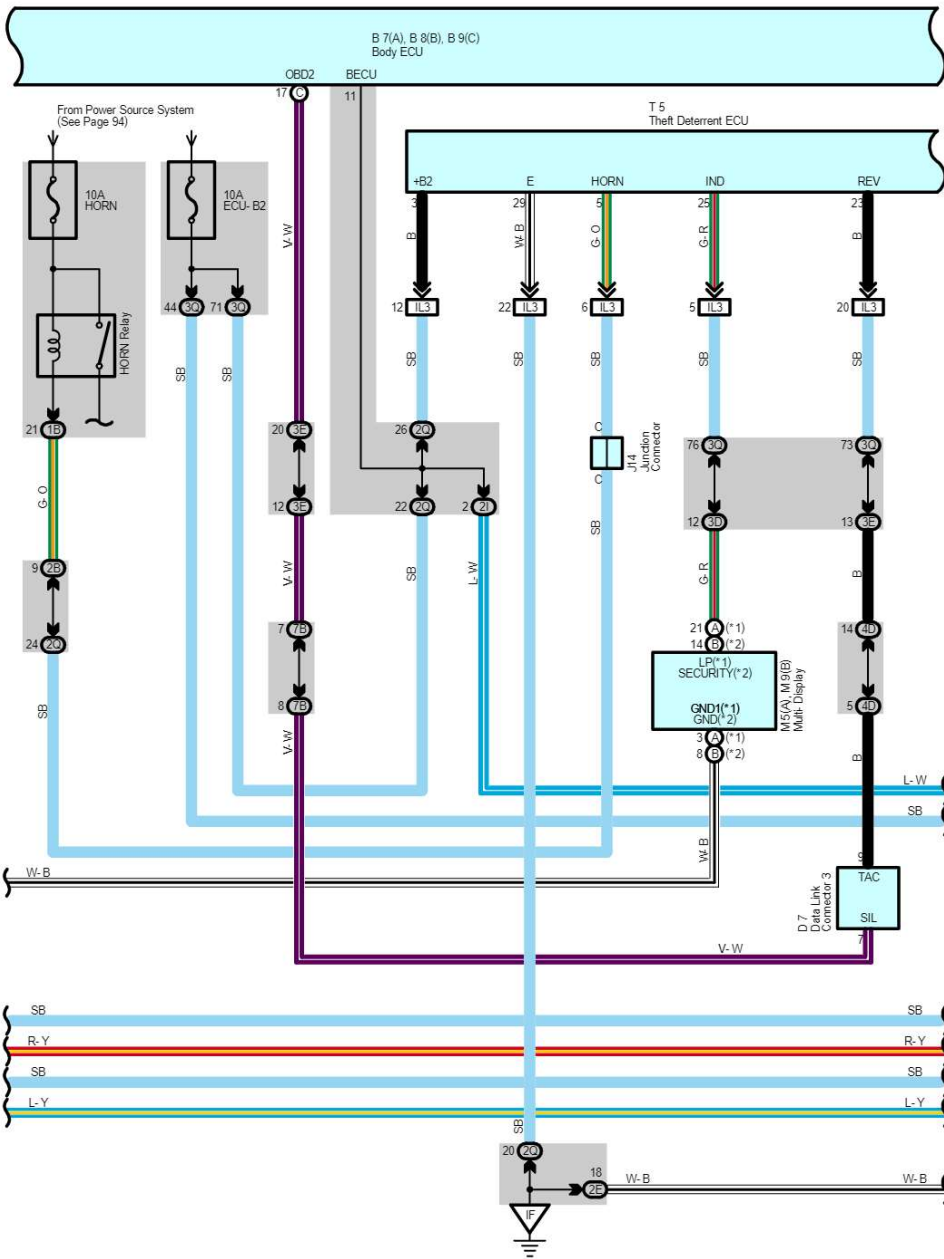 B 7(A), B 8(B), B 9(C)
Body ECU
OBD2
BECU
17
C
11
From Power Source System
(See Page 94)
T 5
Theft Deterrent ECU
+B2
E
HORN
IND
REV
3
29
5
25
23
10A
HORN
10A
ECU- B2
V- W
B
W- B
G- O
G- R
B
44
3Q
71
3Q
12
IL3
22
IL3
6
IL3
5
IL3
20
IL3
HORN Relay
SB
SB
SB
SB
SB
SB
SB
21
1B
20
3E
26
2Q
C
J14
Junction
Connector
C
76
3Q
73
3Q
G- O
12
3E
22
2Q
2
2I
12
3D
13
3E
9
2B
V- W
SB
L- W
SB
G- R
B
24
2Q
7
7B
21
A
(*1)
14
B
(*2)
14
4D
LP(*1)
SECURITY(*2)
GND1(*1)
GND(*2)
M 5(A), M 9(B)
Multi- Display
SB
8
7B
5
4D
V- W
3
A
(*1)
8
B
(*2)
B
L- W
SB
W- B
W- B
9
TAC
SIL
7
D 7
Data Link
Connector 3
V- W
SB
SB
R- Y
R- Y
SB
SB
L- Y
L- Y
SB
20
2Q
18
2E
W- B
W- B
IF